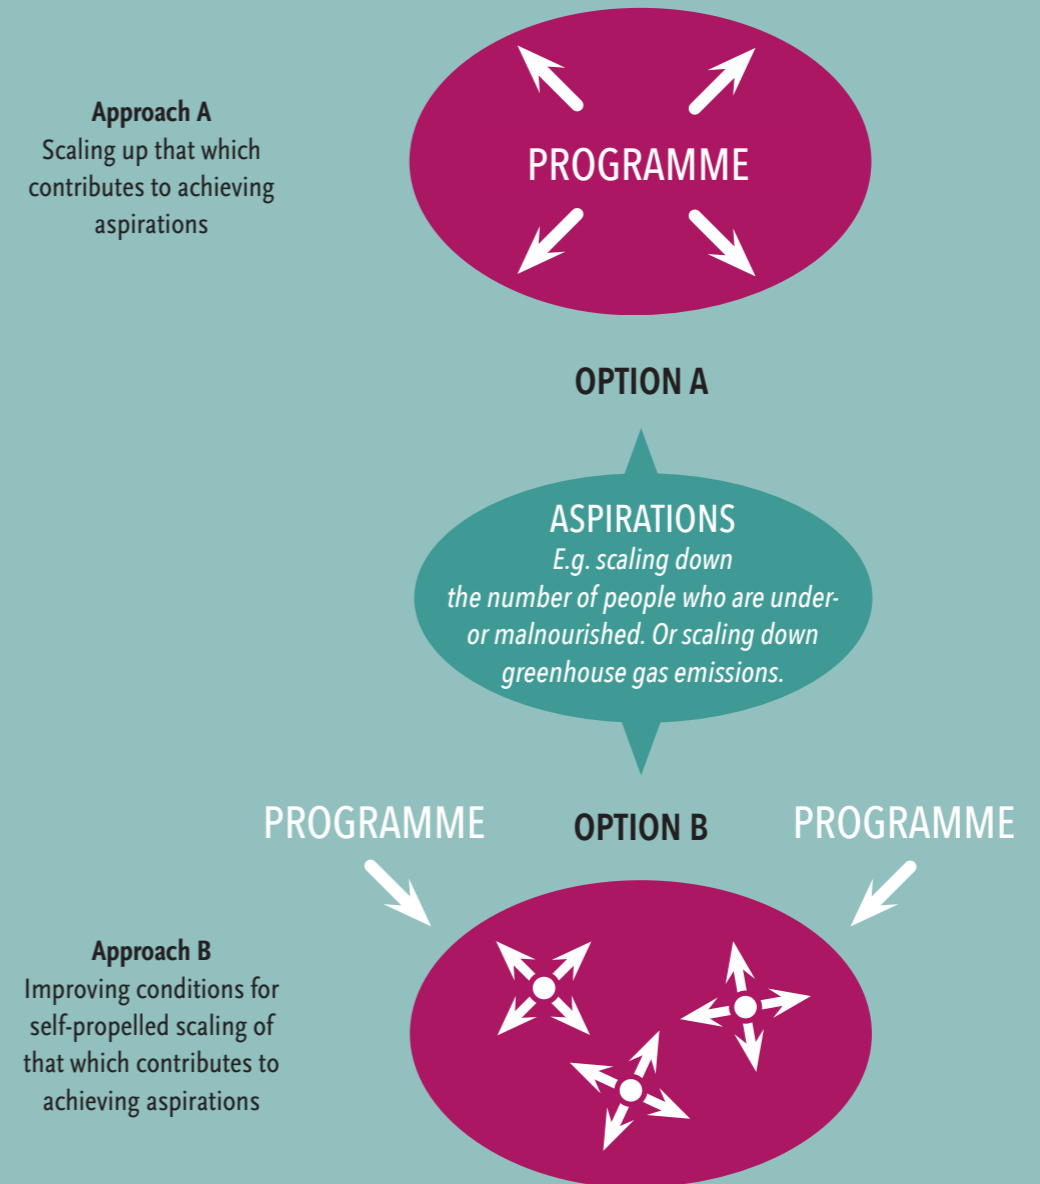 Approach A
Scaling up that which
contributes to achieving
aspirations
PROGRAMME
OPTION A
ASPIRATIONS
E.g. scaling down
the number of people who are under-
or malnourished. Or scaling down
greenhouse gas emissions.
PROGRAMME
OPTION B
PROGRAMME
Approach B
Improving conditions for
self-propelled scaling of
that which contributes to
achieving aspirations